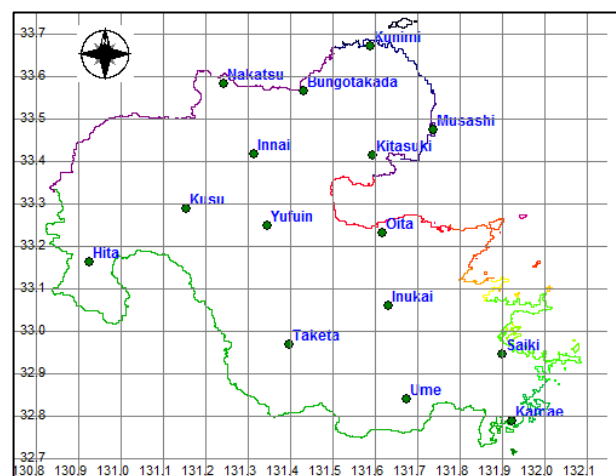 33.7
Kunimi
33.6
Nakatsu
Bungotakada
33.5
Musashi
33.4
Innai
Kitasuki
33.3
Kusu
Yufuin
Oita
33.2
Hita
33.1
Inukai
33.0
Taketa
Saiki
32.9
Ume
32.8
Kamae
32.7
130.8 130.9 131.0 131.1 131.2 131.3 131.4 131.5 131.6 131.7 131.8 131.9 132.0 132.1